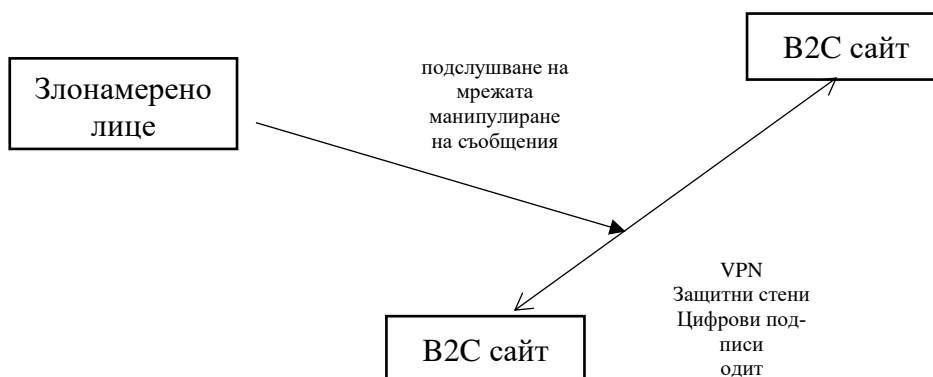 B2C сайт
Злонамерено
лице
подслушване на
мрежата
манипулиране
на съобщения
VPN
Защитни стени
Цифрови под-
писи
одит
B2C сайт